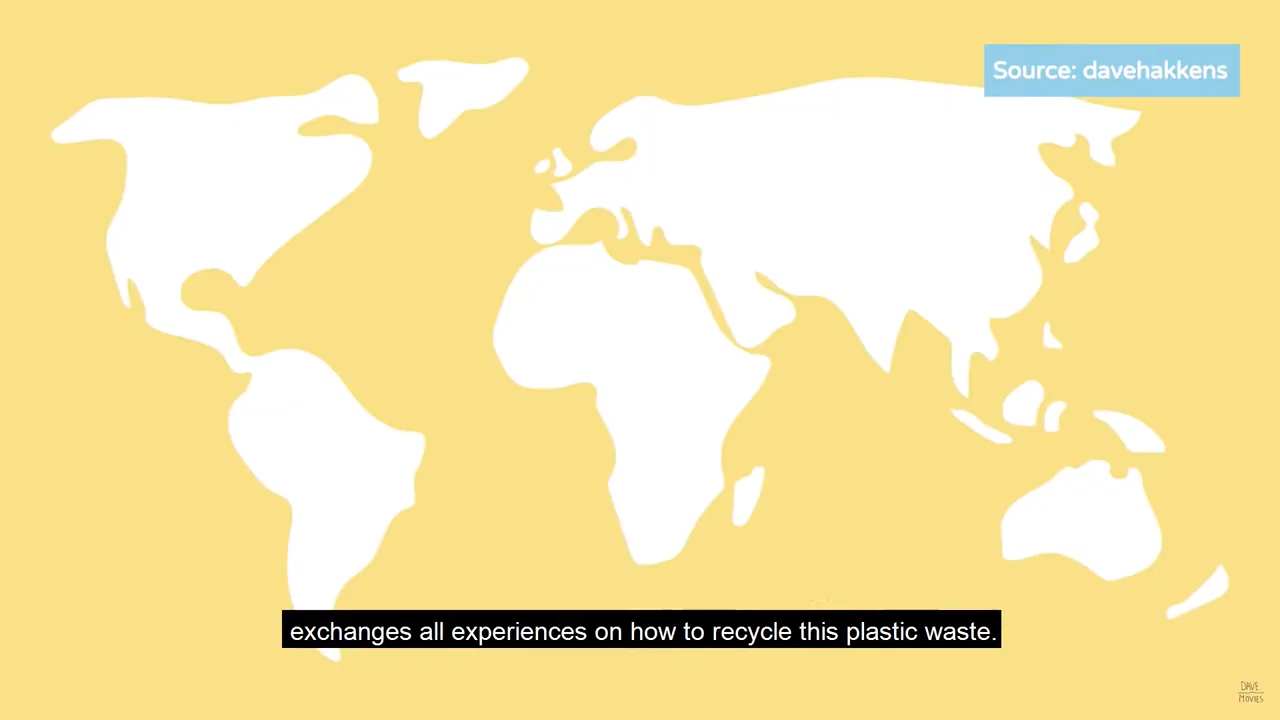 Source: davehakkens
exchanges all experiences on how to recycle this plastic waste.
DAVE
MOVIES